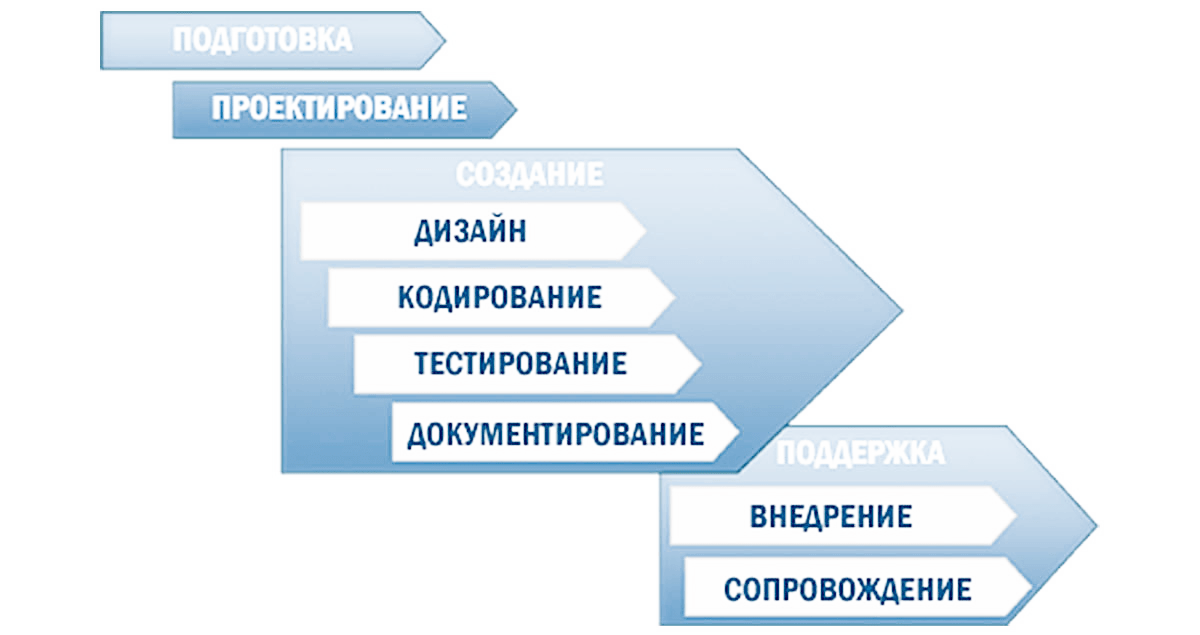 ПОДГОТОВКА
ПРОЕКТИРОВАНИЕ
СОЗДАНИЕ
ДИЗАЙН
КОДИРОВАНИЕ
ТЕСТИРОВАНИЕ
ДОКУМЕНТИРОВАНИЕ
ПОДДЕРЖКА
ВНЕДРЕНИЕ
СОПРОВОЖДЕНИЕ